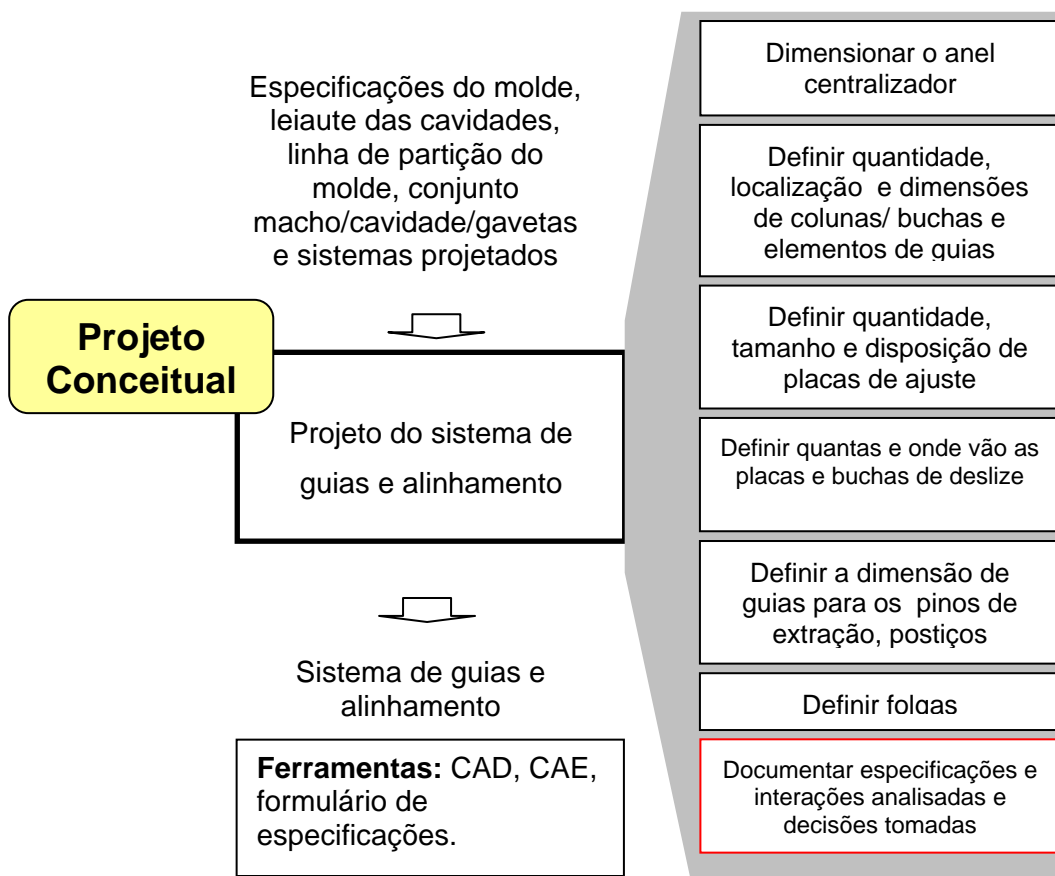 Especificações do molde,
leiaute das cavidades,
linha de partição do
molde, conjunto
macho/cavidade/gavetas
e sistemas projetados
Projeto
Conceitual
Projeto do sistema de
guias e alinhamento
Sistema de guias e
alinhamento
Ferramentas: CAD, CAE,
formulário de
especificações.
Dimensionar o anel
centralizador
Definir quantidade,
localização e dimensões
de colunas/ buchas e
elementos de guias
Definir quantidade,
tamanho e disposição de
placas de ajuste
Definir quantas e onde vão as
placas e buchas de deslize
Definir a dimensão de
guias para os pinos de
extração, postiços
Definir folgas
Documentar especificações e
interações analisadas e
decisões tomadas